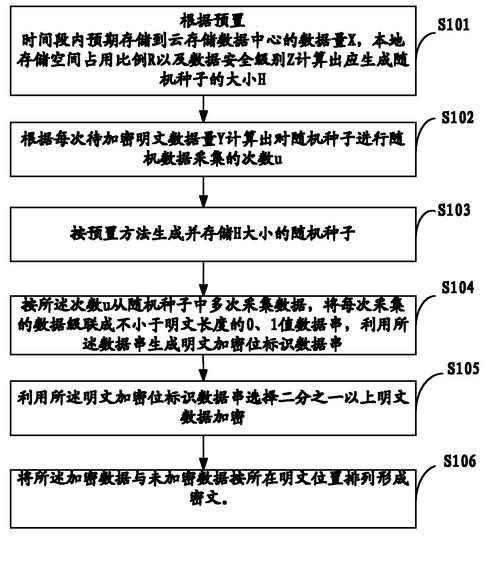 根据预置
S101
时间段内预期存储到云存储数据中心的数据量X，本地
存储空间占用比例R以及数据安全级别Z计算出应生成随
机种子的大小H
S102
根据每次待加密明文数据量Y计算出对随机种子进行随
机数据采集的次数u
S103
按预置方法生成并存储H大小的随机种子
S104
按所述次数u从随机种子中多次采集数据，将每次采集
的数据级联成不小于明文长度的0、1值数据串，利用所
述数据串生成明文加密位标识数据串
S105
利用所述明文加密位标识数据串选择二分之一以上明文
数据加密
S106
将所述加密数据与未加密数据按所在明文位置排列形成
密文。